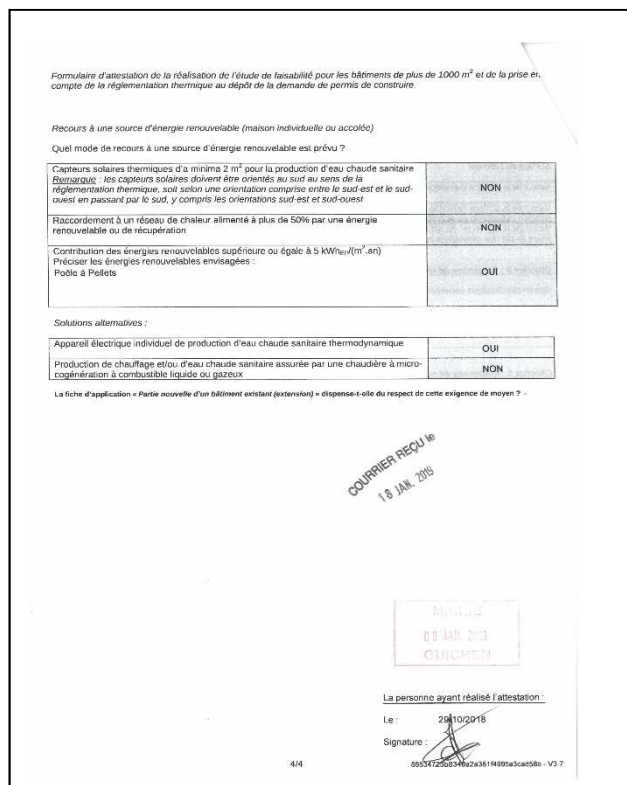 Formulaire d'attestation de la réalisation de l'étude de faisabilité pour les bâtiments de plus de 1000 m² et de la prise en
compte de la réglementation thermique au dépôt de la demande de permis de construire
Recours à une source d'énergie renouvelable (maison individuelle ou accolée)
Quel mode de recours à une source d'énergie renouvelable est prévu ?
Capteurs solaires thermiques d'a minima 2 m² pour la production d'eau chaude sanitaire
Remarque : les capteurs solaires doivent être orientés au sud au sens de la
réglementation thermique, soit selon une orientation comprise entre le sud-est et le sud-
ouest en passant par le sud, y compris les orientations sud-est et sud-ouest
NON
Raccordement à un réseau de chaleur alimenté à plus de 50% par une énergie
renouvelable ou de récupération
NON
Contribution des énergies renouvelables supérieure ou égale à 5 kWhEP/(m².an)
Préciser les énergies renouvelables envisagées :
Poêle à Pellets
OUI
Solutions alternatives :
Appareil électrique individuel de production d'eau chaude sanitaire thermodynamique
OUI
Production de chauffage et/ou d'eau chaude sanitaire assurée par une chaudière à micro-
cogénération à combustible liquide ou gazeux
NON
La fiche d'application « Partie nouvelle d'un bâtiment existant (extension) » dispense-t-elle du respect de cette exigence de moyen ? -
COURRIER REÇU le
18 JAN. 2019
MAIRIE
09 JAN. 2019
GUICHEN
La personne ayant réalisé l'attestation :
Le : 29/10/2018
Signature :
4/4
- V3.7